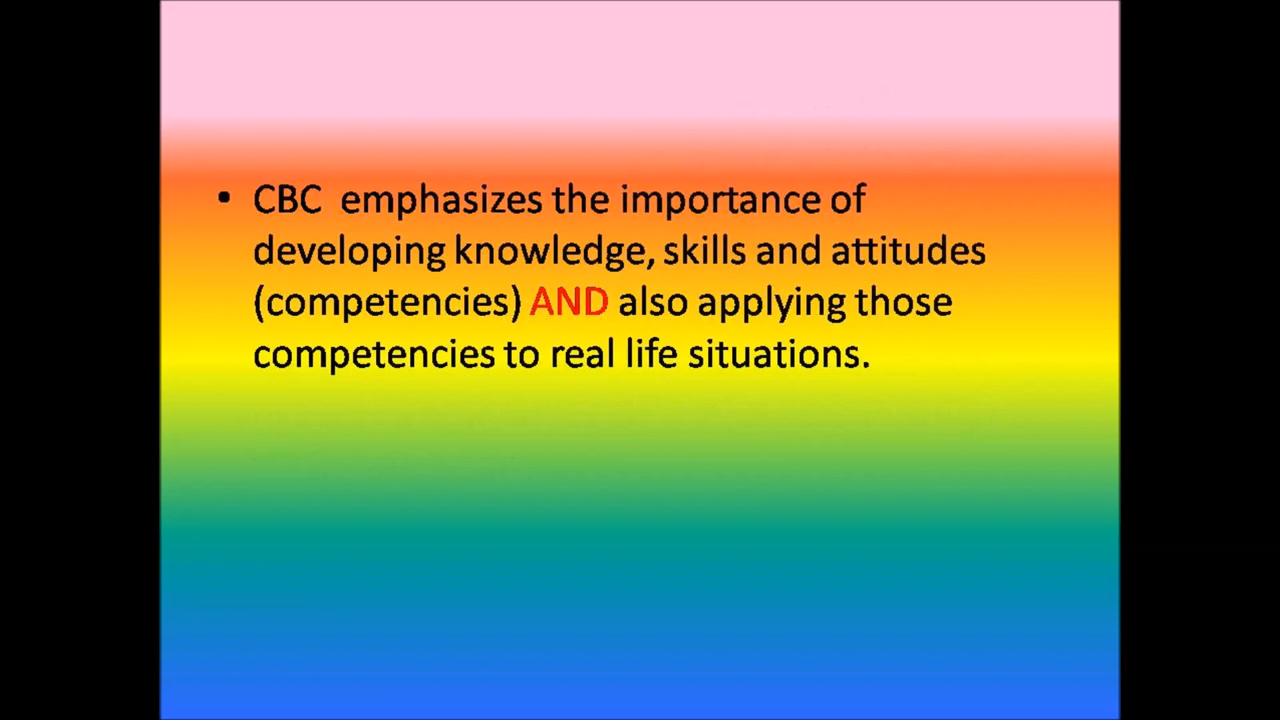 • CBC  emphasizes the importance of
developing knowledge, skills and attitudes
(competencies) AND also applying those
competencies to real life situations.